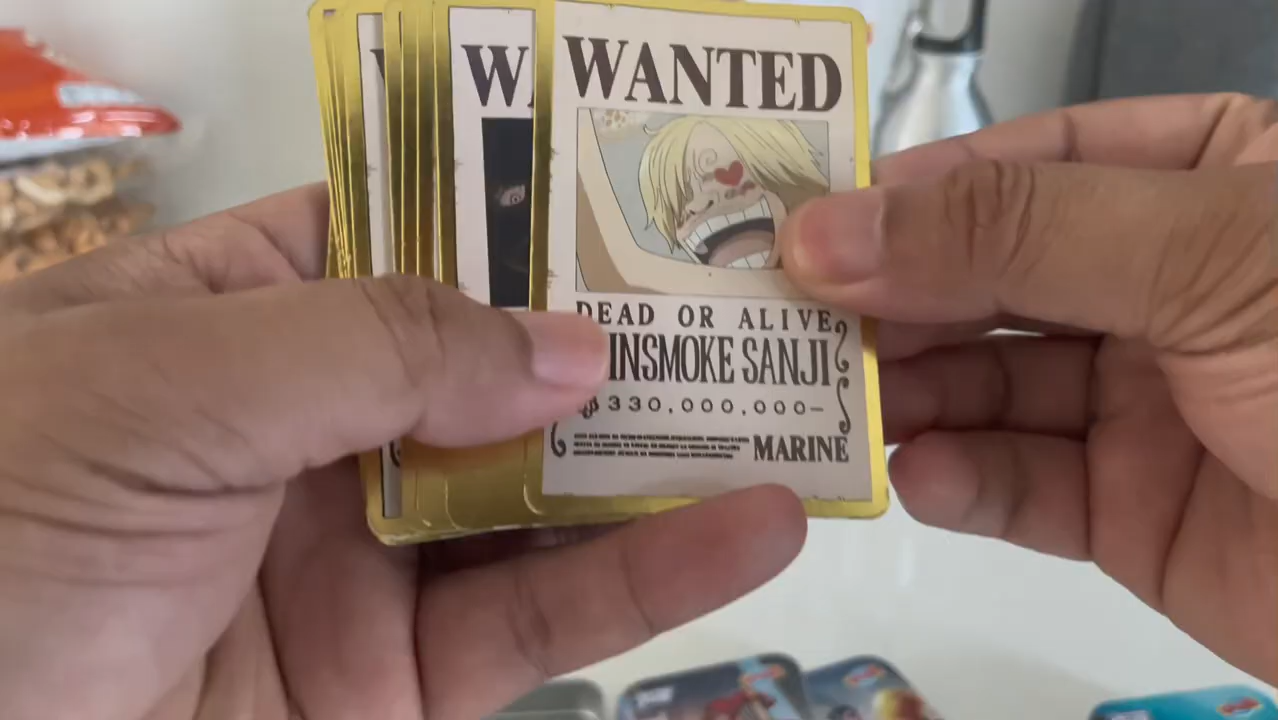 WANTED
DEAD OR ALIVE
INSMOKE SANJI
330,000,000-
MARINE
W